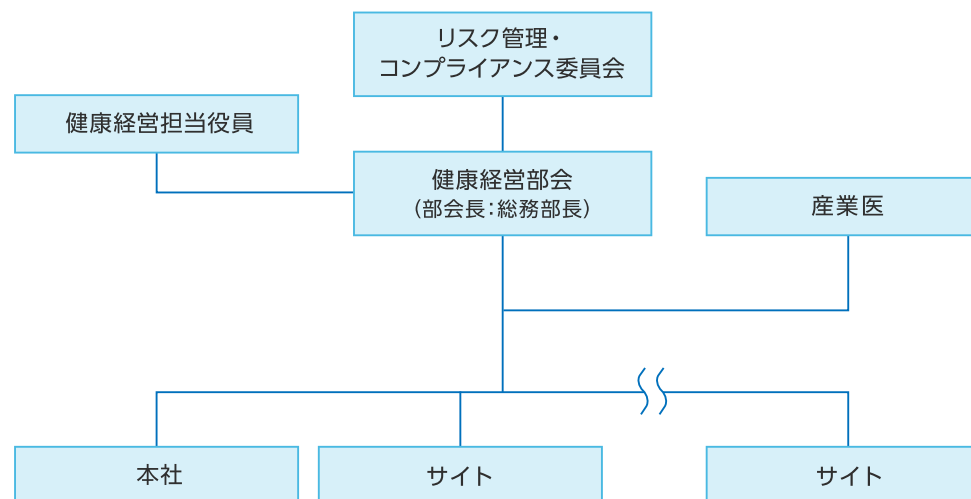 リスク管理・
コンプライアンス委員会
健康経営担当役員
健康経営部会
（部会長：総務部長）
産業医
本社
サイト
サイト